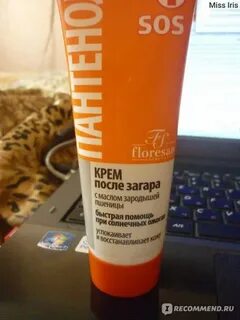 Miss Iris
SOS
ПАНТЕНОЛ
floresan
КРЕМ
после загара
с маслом зародышей
пшеницы
быстрая помощь
при солнечных ожогах
успокаивает
и восстанавливает кожу
IRECOMMEND.RU